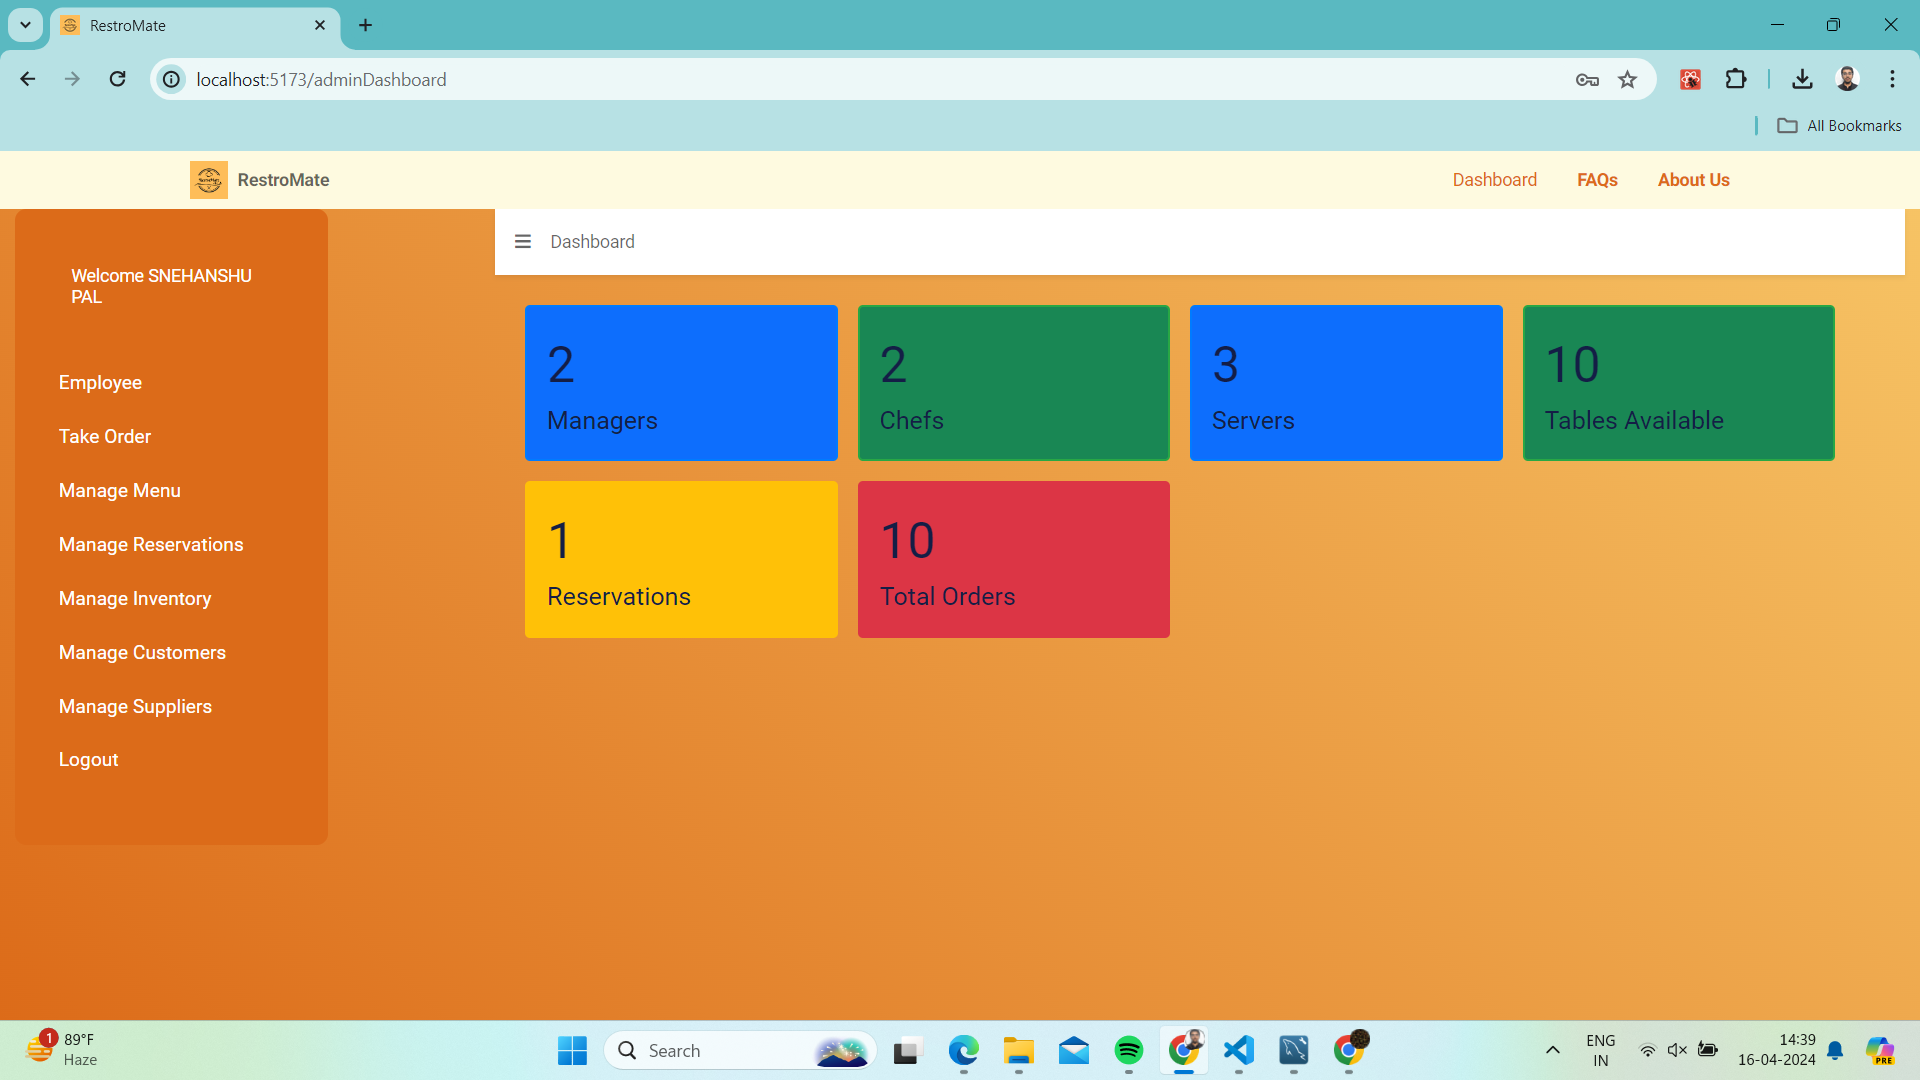 RestroMate
localhost:5173/adminDashboard
All Bookmarks
RestroMate
Dashboard
FAQs
About Us
Welcome SNEHANSHU
PAL
Employee
Take Order
Manage Menu
Manage Reservations
Manage Inventory
Manage Customers
Manage Suppliers
Logout
Dashboard
2
Managers
2
Chefs
3
Servers
10
Tables Available
1
Reservations
10
Total Orders
1
89°F
Haze
Search
ENG
IN
14:39
16-04-2024
PRE